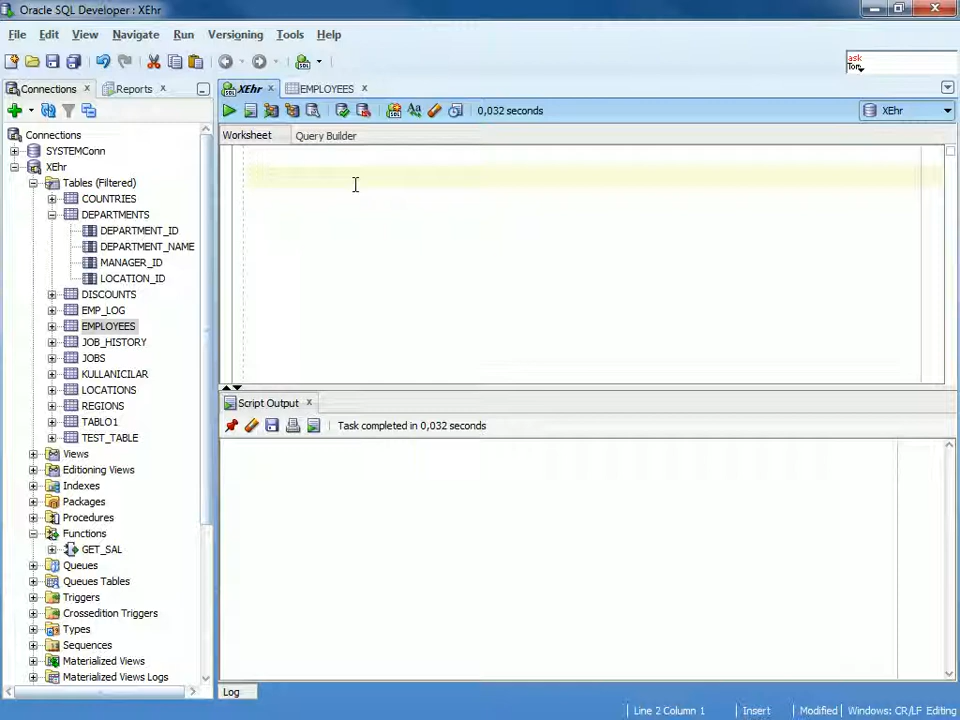 Oracle SQL Developer : XEhr
File Edit View Navigate Run Versioning Tools Help
ask
Tom
Connections Reports XEhr EMPLOYEES
0,032 seconds XEhr
Worksheet Query Builder
Connections
SYSTEMConn
XEhr
Tables (Filtered)
COUNTRIES
DEPARTMENTS
DEPARTMENT_ID
DEPARTMENT_NAME
MANAGER_ID
LOCATION_ID
DISCOUNTS
EMP_LOG
EMPLOYEES
JOB_HISTORY
JOBS
KULLANICILAR
LOCATIONS
REGIONS
TABLO1
TEST_TABLE
Views
Editioning Views
Indexes
Packages
Procedures
Functions
GET_SAL
Queues
Queues Tables
Triggers
Crossedition Triggers
Types
Sequences
Materialized Views
Materialized Views Logs
Script Output
Task completed in 0,032 seconds
Log
Line 2 Column 1 Insert Modified Windows: CR/LF Editing